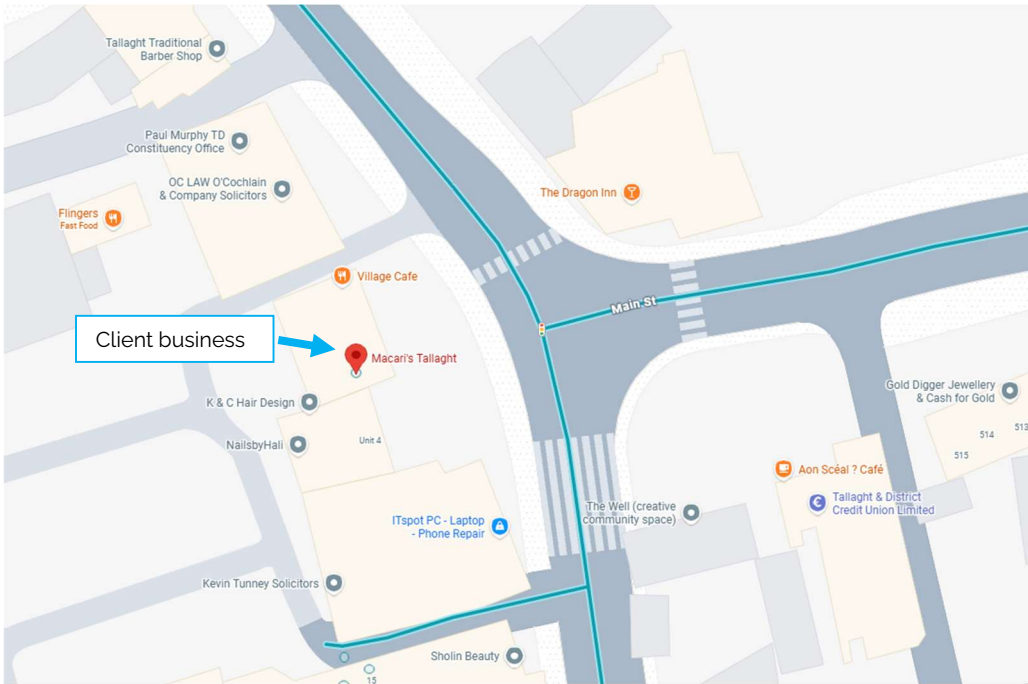 Tallaght Traditional
Barber Shop
Paul Murphy TD
Constituency Office
OC LAW O'Cochlain
& Company Solicitors
The Dragon Inn
Flingers
Fast Food
Village Cafe
Main St
Client business
Macari's Tallaght
Gold Digger Jewellery
& Cash for Gold
K & C Hair Design
513
514
515
NailsbyHali
Unit 4
Aon Scéal ? Café
Tallaght & District
Credit Union Limited
The Well (creative
community space)
ITspot PC - Laptop
- Phone Repair
Kevin Tunney Solicitors
Sholin Beauty
15